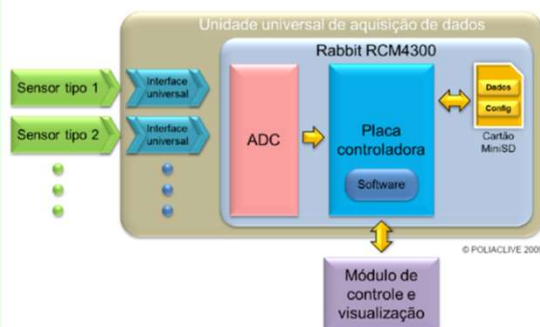 Unidade universal de aquisição de dados
Rabbit RCM4300
Sensor tipo 1
Interface
universal
Sensor tipo 2
Interface
universal
ADC
Placa
controladora
Software
Dados
Config
Cartão
MiniSD
© POLIACLIVE 2009
Módulo de
controle e
visualização